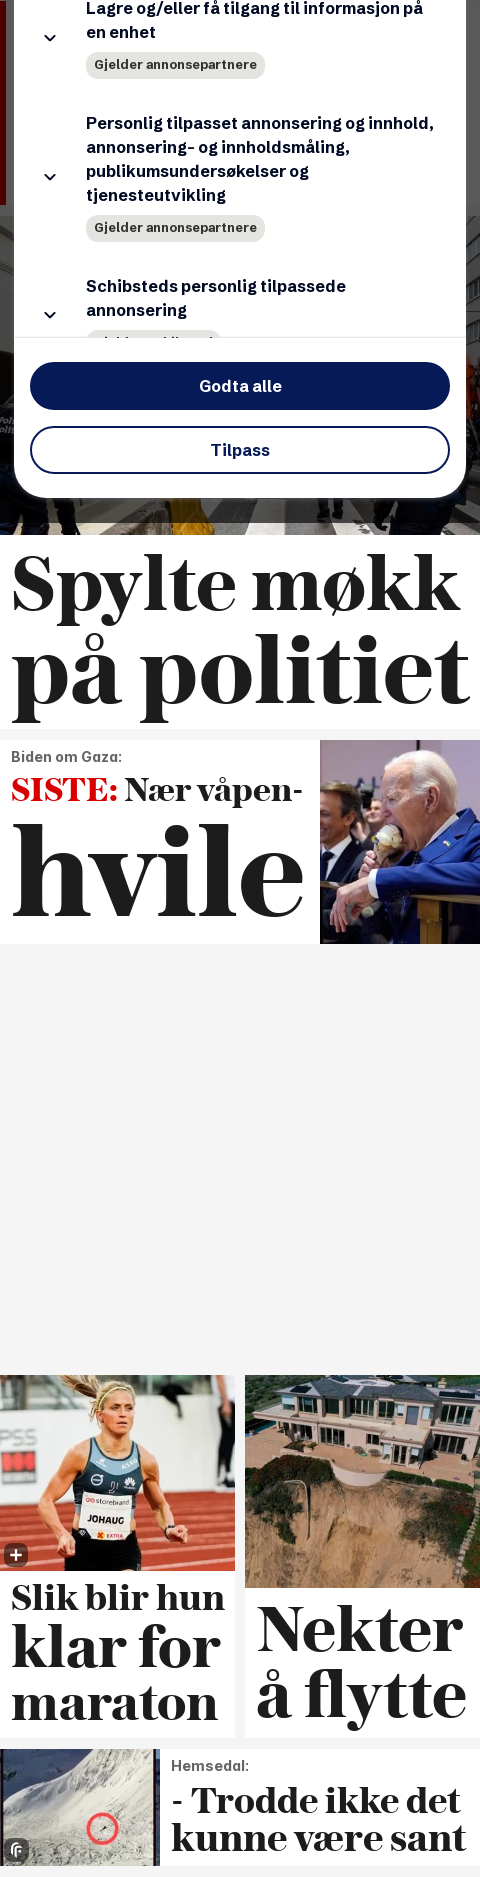 Lagre og/eller få tilgang til informasjon på
en enhet
Gjelder annonsepartnere
Personlig tilpasset annonsering og innhold,
annonsering- og innholdsmåling,
publikumsundersøkelser og
tjenesteutvikling
Gjelder annonsepartnere
Schibsteds personlig tilpassede
annonsering
Godta alle
Tilpass
Spylte møkk
på politiet
Biden om Gaza:
SISTE: Nær våpen-
hvile
storebrand
JOHAUG
EXTRA
Slik blir hun
klar for
maraton
Nekter
å flytte
Hemsedal:
- Trodde ikke det
kunne være sant